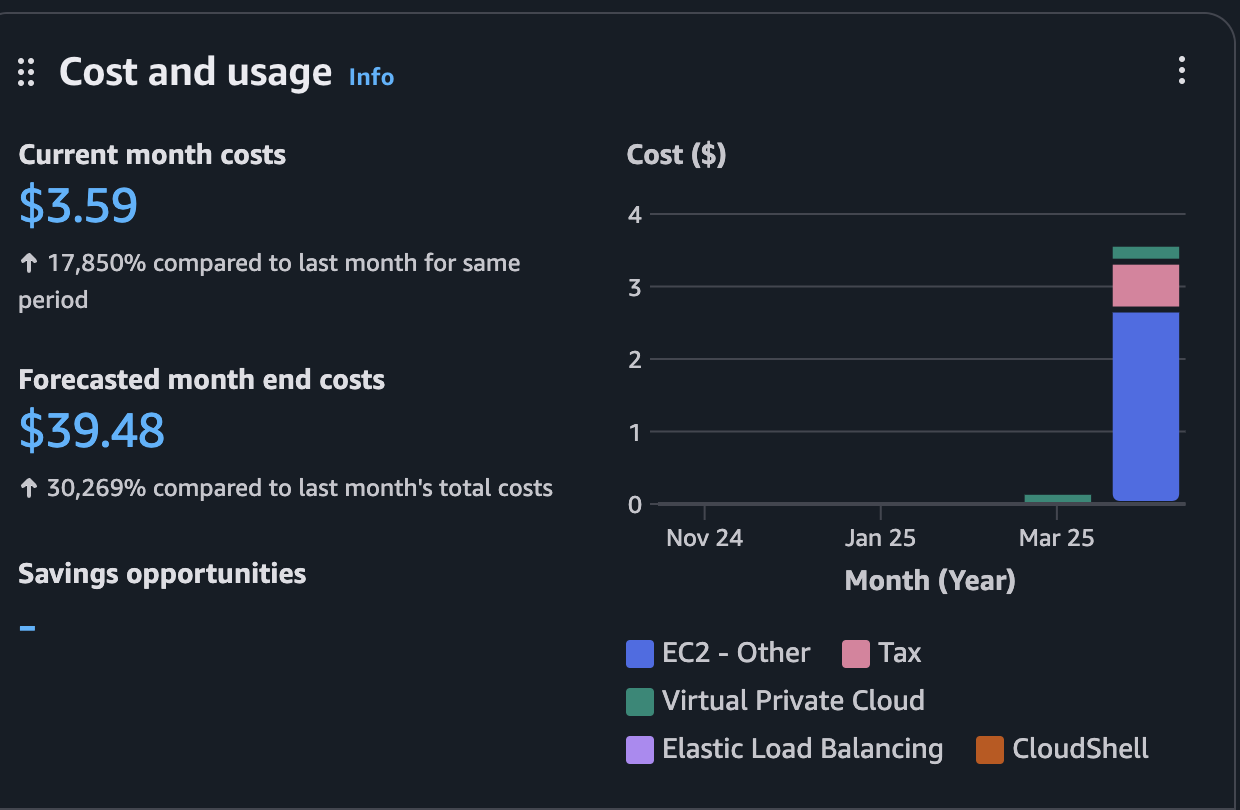 Cost and usage Info
Current month costs
$3.59
↑ 17,850% compared to last month for same
period
Forecasted month end costs
$39.48
↑ 30,269% compared to last month's total costs
Savings opportunities
-
Cost ($)
4
3
2
1
0
Nov 24 Jan 25 Mar 25
Month (Year)
EC2 - Other Tax
Virtual Private Cloud
Elastic Load Balancing CloudShell